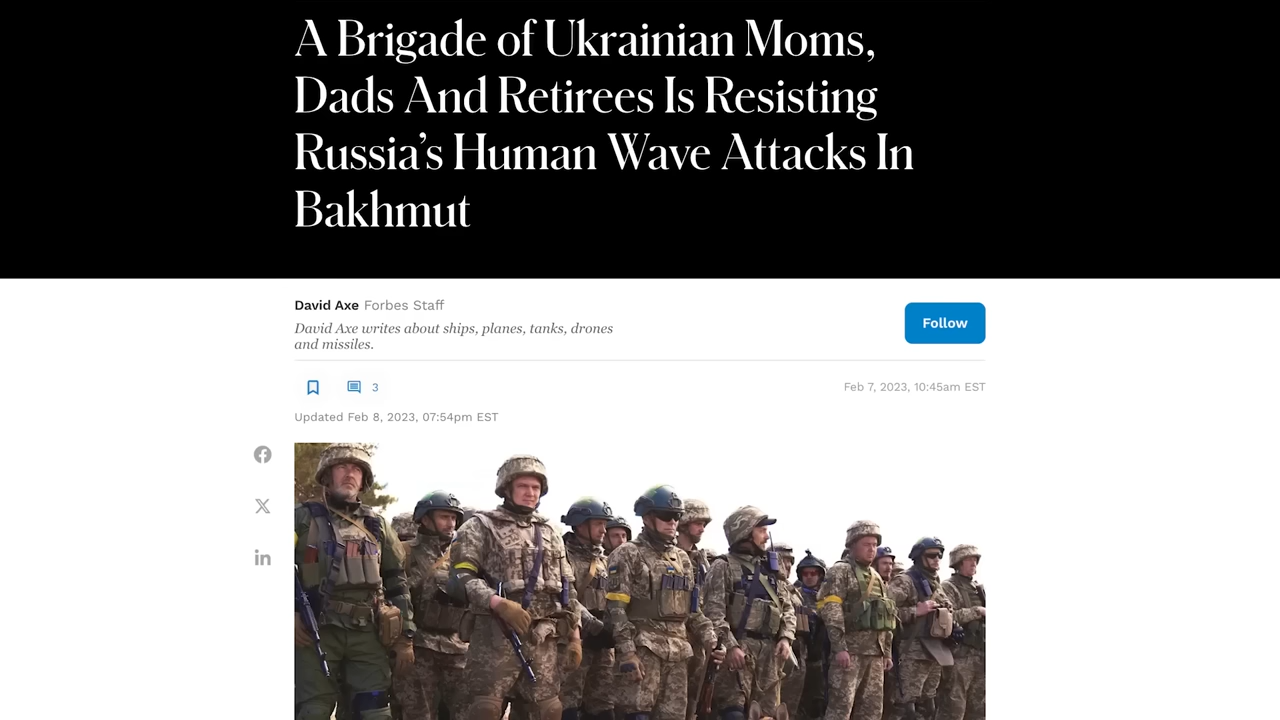 A Brigade of Ukrainian Moms,
Dads And Retirees Is Resisting
Russia’s Human Wave Attacks In
Bakhmut
David Axe Forbes Staff
David Axe writes about ships, planes, tanks, drones
and missiles.
Follow
3
Feb 7, 2023, 10:45am EST
Updated Feb 8, 2023, 07:54pm EST